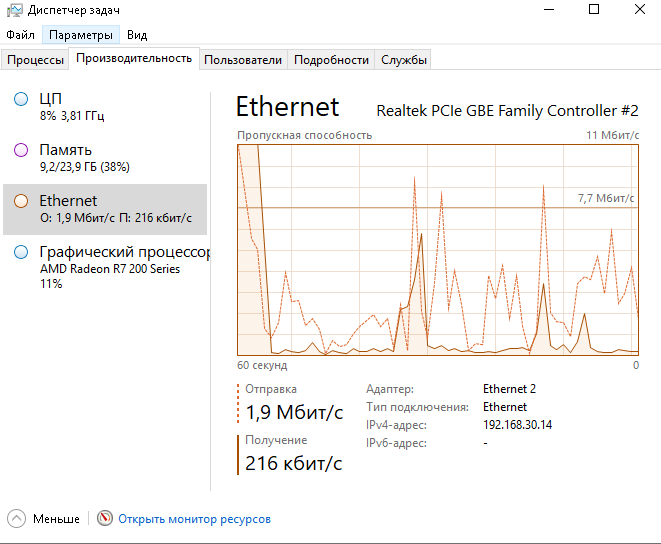 Диспетчер задач
Файл Параметры Вид
Процессы Производительность Пользователи Подробности Службы
ЦП
8% 3,81 ГГц
Память
9,2/23,9 ГБ (38%)
Ethernet
О: 1,9 Мбит/с П: 216 кбит/с
Графический процессор
AMD Radeon R7 200 Series
11%
Ethernet Realtek PCIe GBE Family Controller #2
Пропускная способность 11 Мбит/с
7,7 Мбит/с
60 секунд 0
Отправка
1,9 Мбит/с
Получение
216 кбит/с
Адаптер: Ethernet 2
Тип подключения: Ethernet
IPv4-адрес: 192.168.30.14
IPv6-адрес: -
Меньше Открыть монитор ресурсов